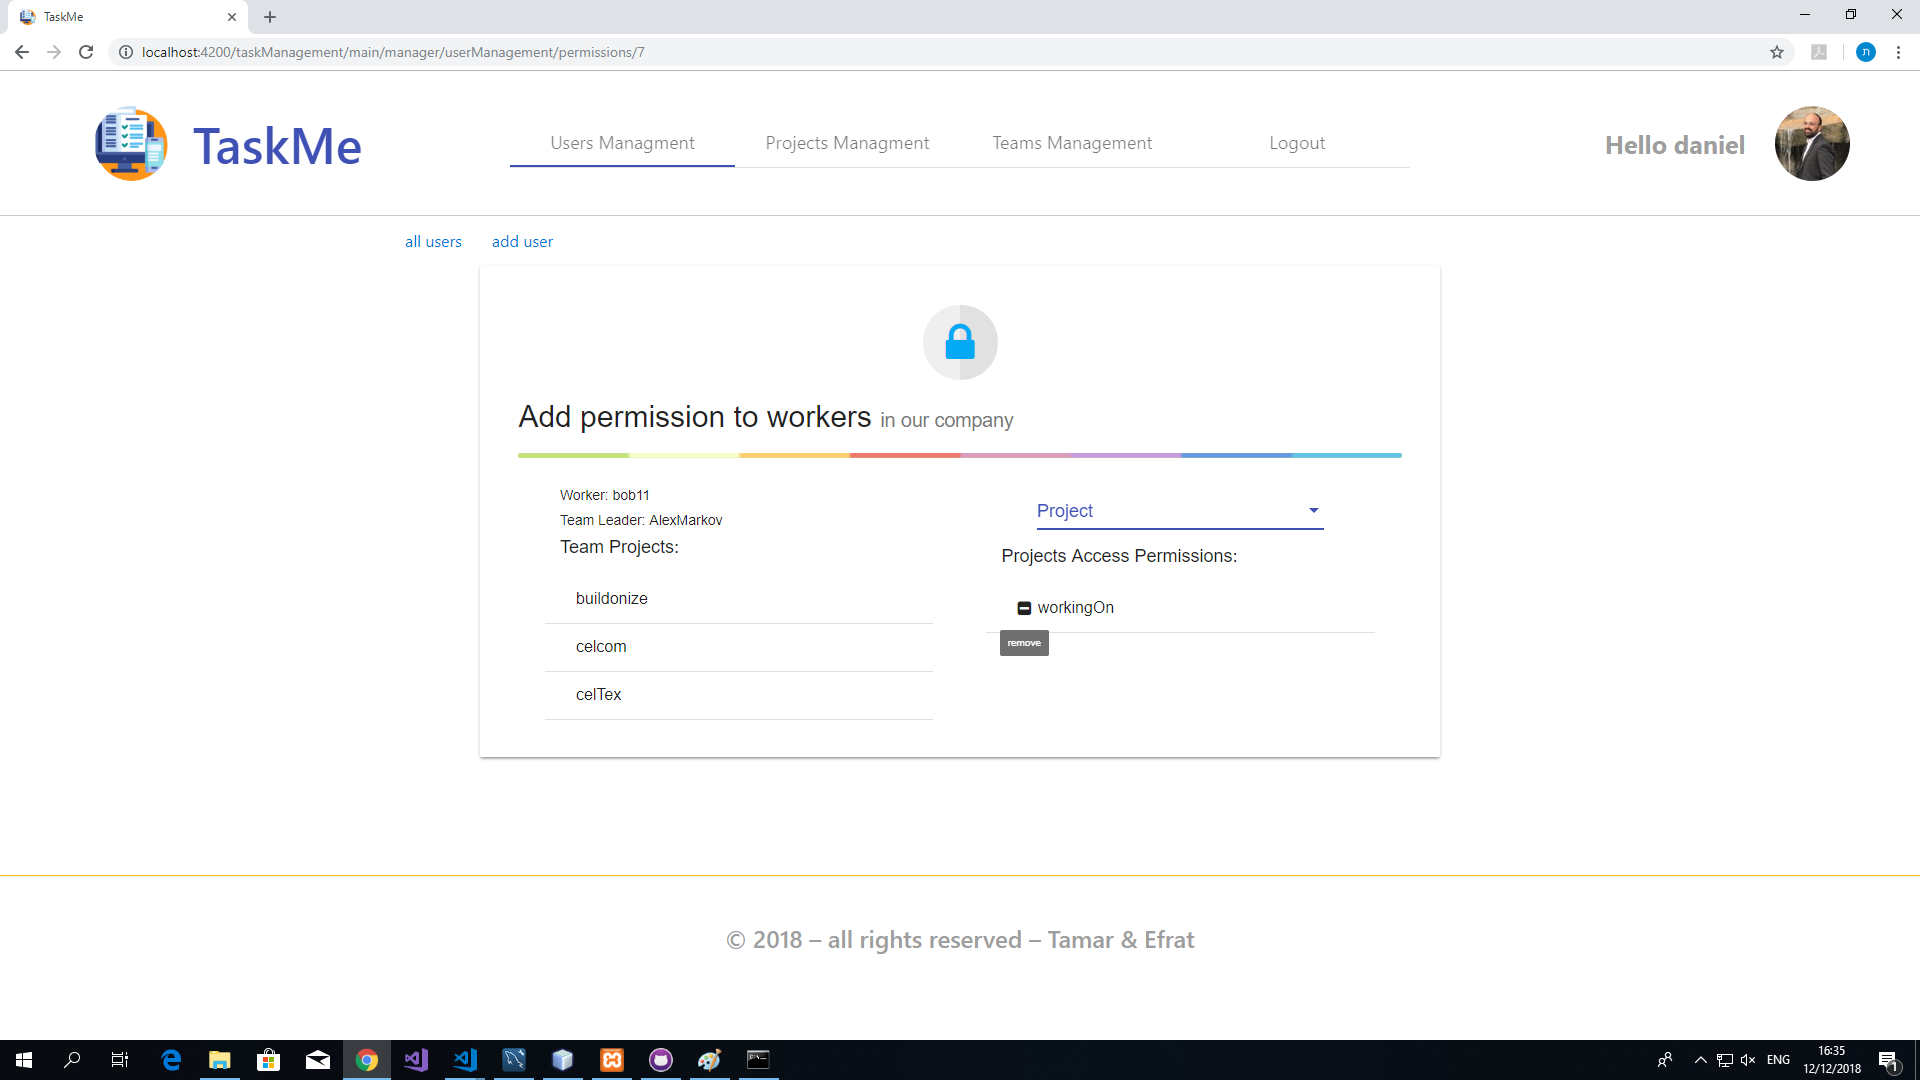 TaskMe
localhost:4200/taskManagement/main/manager/userManagement/permissions/7
ת
TaskMe
Users Managment
Projects Managment
Teams Management
Logout
Hello daniel
all users
add user
Add permission to workers in our company
Worker: bob11
Team Leader: AlexMarkov
Team Projects:
buildonize
celcom
celTex
Project
Projects Access Permissions:
workingOn
remove
© 2018 – all rights reserved – Tamar & Efrat
ENG
16:35
12/12/2018
1